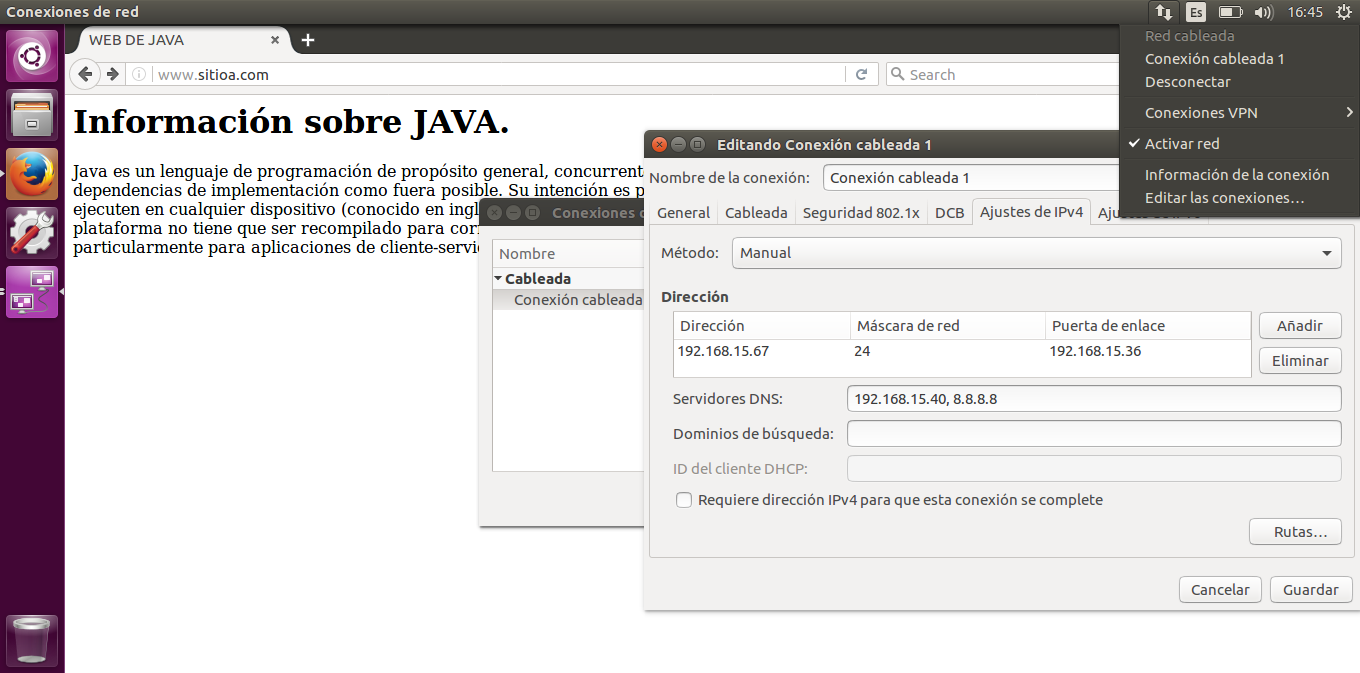 Conexiones de red
Es
16:45
WEB DE JAVA
www.sitioa.com
Search
Red cableada
Conexión cableada 1
Desconectar
Conexiones VPN
Activar red
Información de la conexión
Editar las conexiones...
Información sobre JAVA.
Java es un lenguaje de programación de propósito general,
dependencias de implementación como fuera posible. Su intención es
ejecuten en cualquier dispositivo (conocido en
plataforma no tiene que ser recompilado para
particularmente para aplicaciones de
Conexiones
Nombre
Cableada
Conexión cableada
Editando Conexión cableada 1
Nombre de la conexión:
Conexión cableada 1
General
Cableada
Seguridad 802.1x
DCB
Ajustes de IPv4
Método:
Manual
Dirección
Dirección
Máscara de red
Puerta de enlace
192.168.15.67
24
192.168.15.36
Añadir
Eliminar
Servidores DNS:
192.168.15.40, 8.8.8.8
Dominios de búsqueda:
ID del cliente DHCP:
Requiere dirección IPv4 para que esta conexión se complete
Rutas...
Cancelar
Guardar